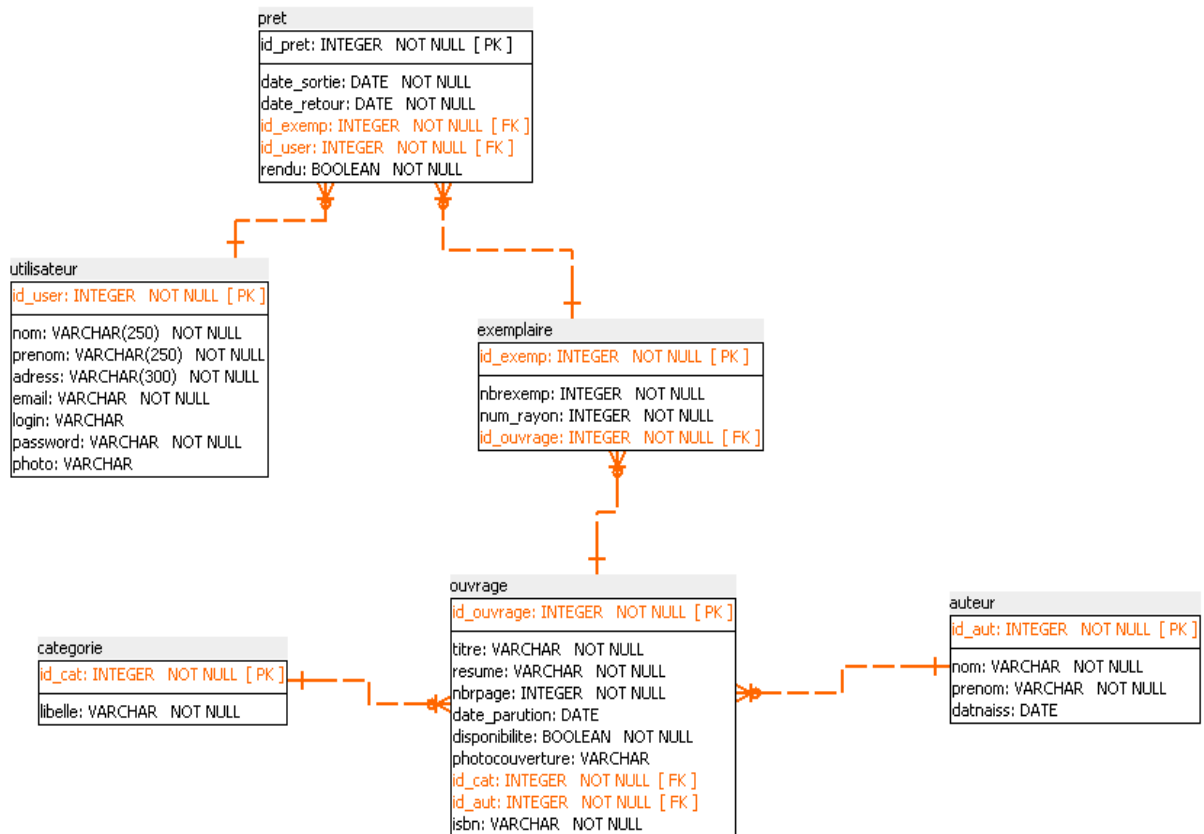 pret
id_pret: INTEGER NOT NULL [ PK ]
date_sortie: DATE NOT NULL
date_retour: DATE NOT NULL
id_exemp: INTEGER NOT NULL [ FK ]
id_user: INTEGER NOT NULL [ FK ]
rendu: BOOLEAN NOT NULL
utilisateur
id_user: INTEGER NOT NULL [ PK ]
nom: VARCHAR(250) NOT NULL
prenom: VARCHAR(250) NOT NULL
adress: VARCHAR(300) NOT NULL
email: VARCHAR NOT NULL
login: VARCHAR
password: VARCHAR NOT NULL
photo: VARCHAR
exemplaire
id_exemp: INTEGER NOT NULL [ PK ]
nbrexemp: INTEGER NOT NULL
num_rayon: INTEGER NOT NULL
id_ouvrage: INTEGER NOT NULL [ FK ]
categorie
id_cat: INTEGER NOT NULL [ PK ]
libelle: VARCHAR NOT NULL
ouvrage
id_ouvrage: INTEGER NOT NULL [ PK ]
titre: VARCHAR NOT NULL
resume: VARCHAR NOT NULL
nbrpage: INTEGER NOT NULL
date_parution: DATE
disponibilite: BOOLEAN NOT NULL
photocouverture: VARCHAR
id_cat: INTEGER NOT NULL [ FK ]
id_aut: INTEGER NOT NULL [ FK ]
isbn: VARCHAR NOT NULL
auteur
id_aut: INTEGER NOT NULL [ PK ]
nom: VARCHAR NOT NULL
prenom: VARCHAR NOT NULL
datnaiss: DATE